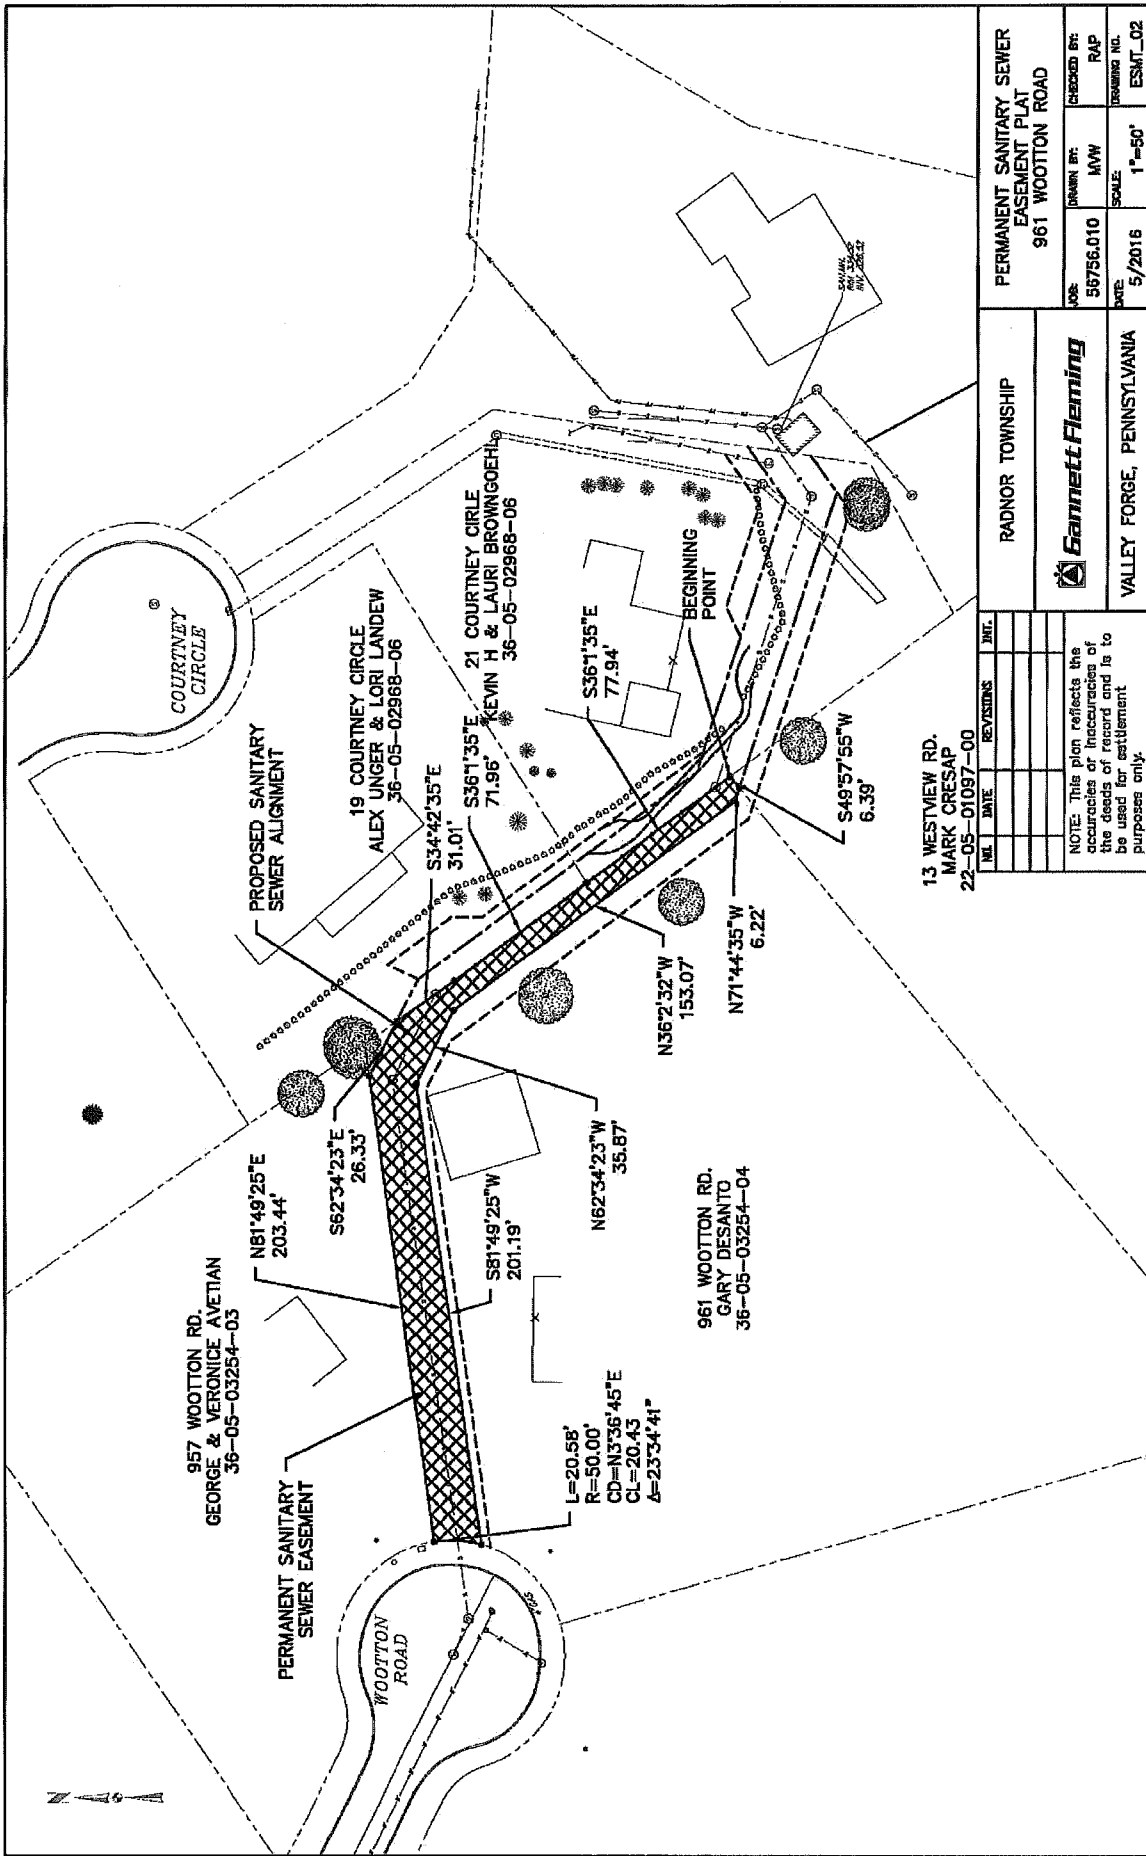 COURTNEY
CIRCLE
PROPOSED SANITARY
SEWER ALIGNMENT
19 COURTNEY CIRCLE
ALEX UNGER & LORI LANDEW
36-05-02968-06
S34°42'35"E
31.01'
S36°1'35"E
71.96'
21 COURTNEY CIRLE
KEVIN H & LAURI BROWNGOEHL
36-05-02968-06
S36°1'35"E
77.94'
BEGINNING
POINT
S49°57'55"W
6.39'
N71°44'35"W
6.22'
N36°2'32"W
153.07'
957 WOOTTON RD.
GEORGE & VERONICE AVETIAN
36-05-03254-03
N81°49'25"E
203.44'
S62°34'23"E
26.33'
S81°49'25"W
201.19'
N62°34'23"W
35.87'
PERMANENT SANITARY
SEWER EASEMENT
WOOTTON
ROAD
L=20.58'
R=50.00'
CD=N3°36'45"E
CL=20.43
Δ=23°34'41"
961 WOOTTON RD.
GARY DESANTO
36-05-03254-04
13 WESTVIEW RD.
MARK CRESAP
22-05-01097-00
SAN.MH.
N
NO.
DATE
REVISIONS
INT.
NOTE: This plan reflects the
accuracies or inaccuracies of
the deeds of record and is to
be used for settlement
purposes only.
RADNOR TOWNSHIP
Gannett Fleming
VALLEY FORGE, PENNSYLVANIA
PERMANENT SANITARY SEWER
EASEMENT PLAT
961 WOOTTON ROAD
JOB:
56756.010
DRAWN BY:
MVW
CHECKED BY:
RAP
DATE:
5/2016
SCALE:
1"=50'
DRAWING NO.
ESMT_02